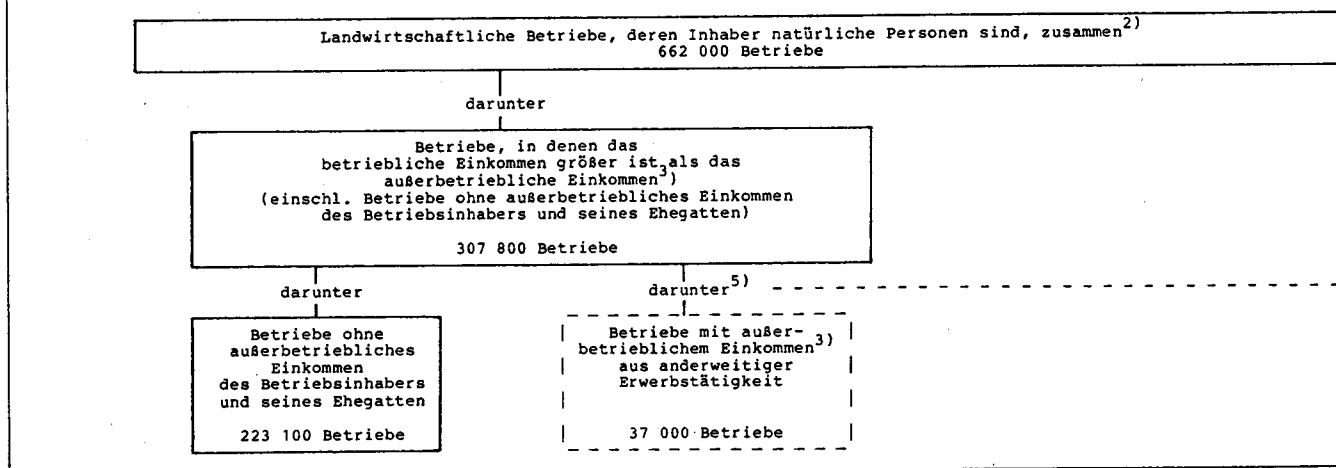 Landwirtschaftliche Betriebe, deren Inhaber natürliche Personen sind, zusammen2)
662 000 Betriebe
darunter
Betriebe, in denen das
betriebliche Einkommen größer ist als das
außerbetriebliche Einkommen3)
(einschl. Betriebe ohne außerbetriebliches Einkommen
des Betriebsinhabers und seines Ehegatten)
307 800 Betriebe
darunter
darunter5)
Betriebe ohne
außerbetriebliches
Einkommen
des Betriebsinhabers
und seines Ehegatten
223 100 Betriebe
Betriebe mit außer-
betrieblichem Einkommen3)
aus anderweitiger
Erwerbstätigkeit
37 000 Betriebe